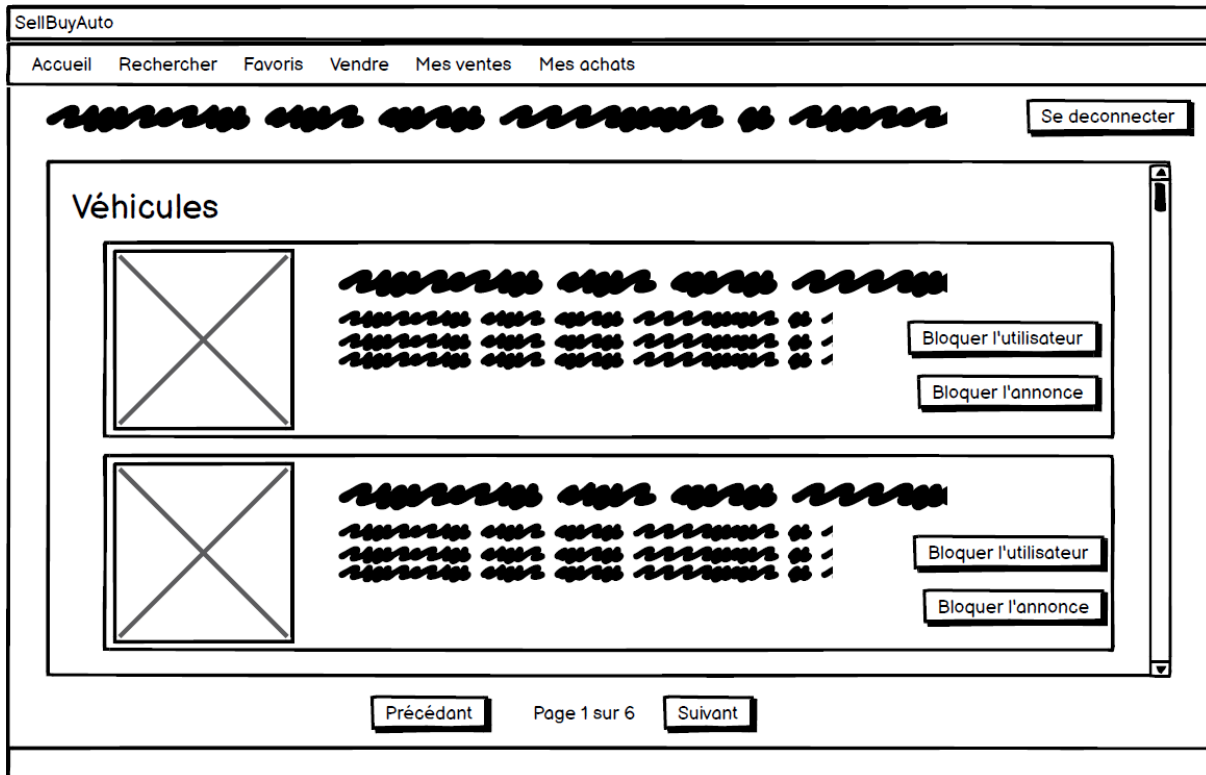 SellBuyAuto
Accueil Rechercher Favoris Vendre Mes ventes Mes achats
Se deconnecter
Véhicules
Bloquer l'utilisateur
Bloquer l'annonce
Bloquer l'utilisateur
Bloquer l'annonce
Précédant Page 1 sur 6 Suivant